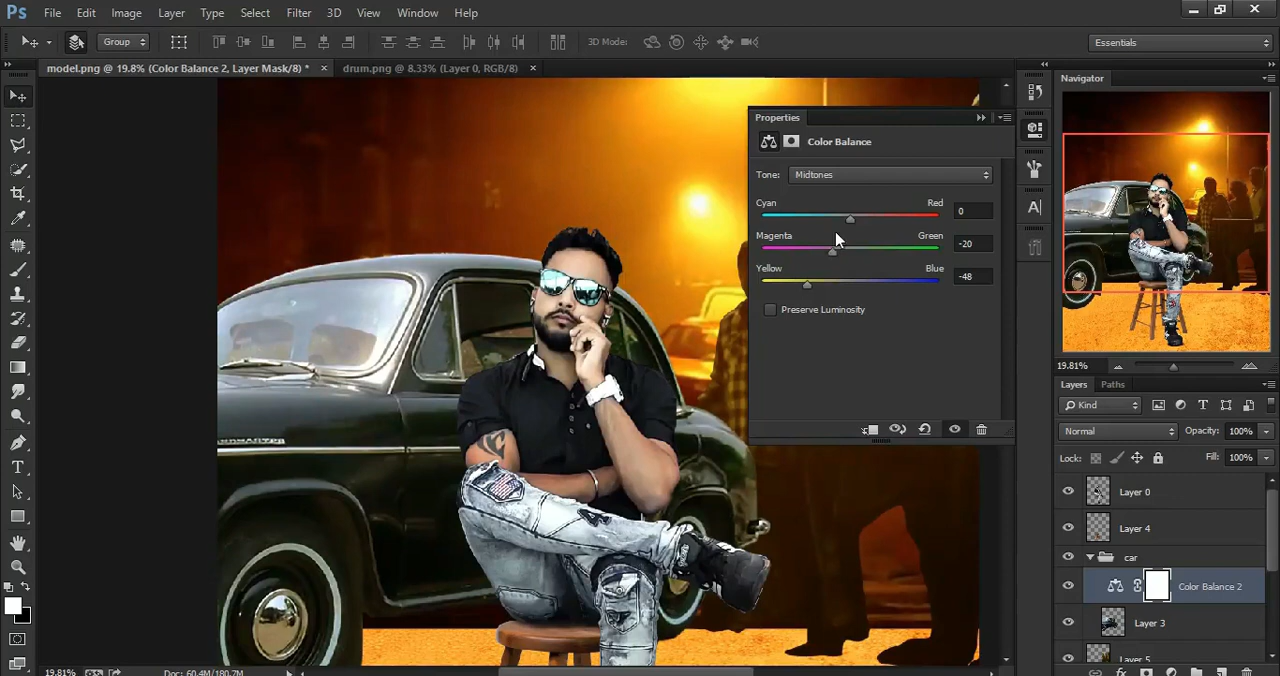 Ps File Edit Image Layer Type Select Filter 3D View Window Help
Group 3D Mode: Essentials
model.png @ 19.8% (Color Balance 2, Layer Mask/8) * drum.png @ 8.33% (Layer 0, RGB/8)
Navigator
Properties
Color Balance
Tone: Midtones
Cyan Red 0
Magenta Green -20
Yellow Blue -48
Preserve Luminosity
19.81%
Layers Paths
Kind
Normal Opacity: 100%
Lock: Fill: 100%
Layer 0
Layer 4
car
Color Balance 2
Layer 3
Layer 5
19.81% Doc: 60.4M/180.7M